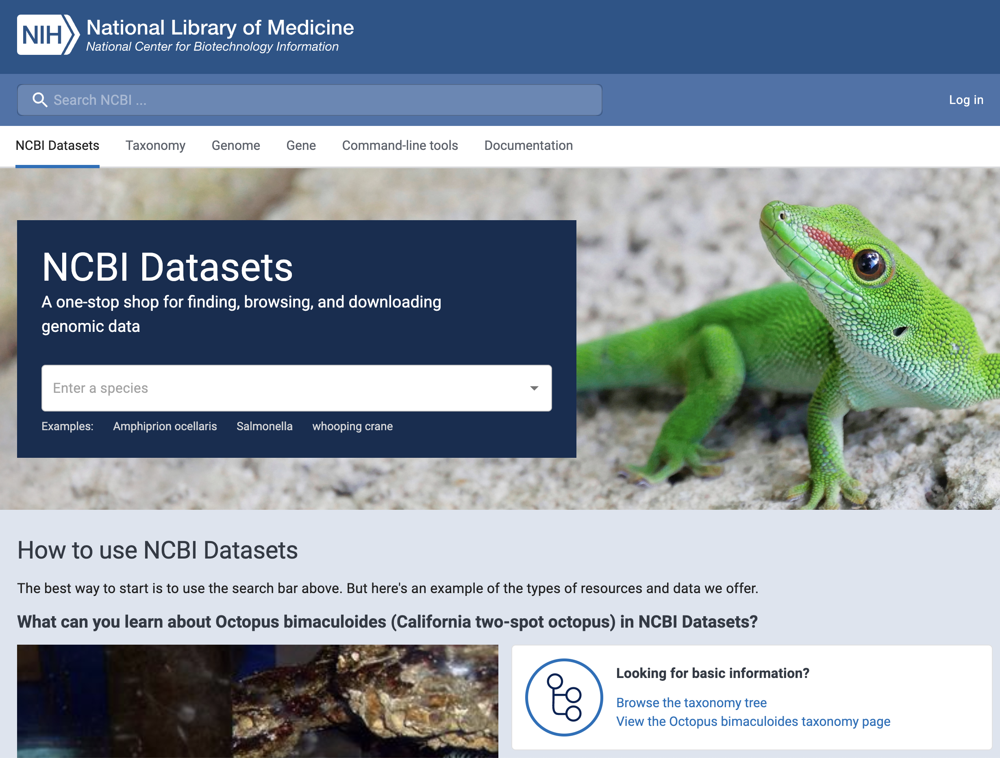 NIH
National Library of Medicine
National Center for Biotechnology Information
Search NCBI ...
Log in
NCBI Datasets
Taxonomy
Genome
Gene
Command-line tools
Documentation
NCBI Datasets
A one-stop shop for finding, browsing, and downloading
genomic data
Enter a species
Examples: Amphiprion ocellaris Salmonella whooping crane
How to use NCBI Datasets
The best way to start is to use the search bar above. But here's an example of the types of resources and data we offer.
What can you learn about Octopus bimaculoides (California two-spot octopus) in NCBI Datasets?
Looking for basic information?
Browse the taxonomy tree
View the Octopus bimaculoides taxonomy page